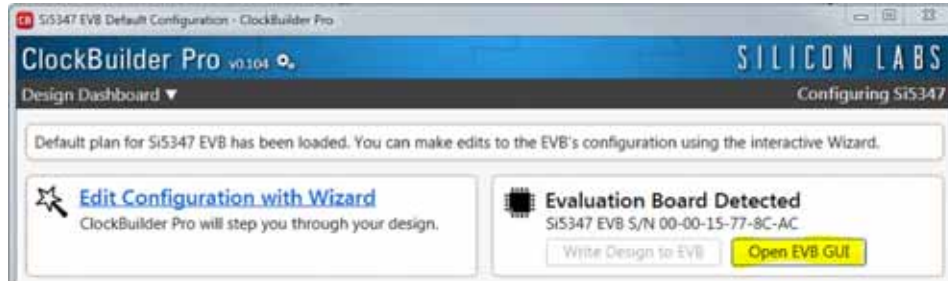 CB Si5347 EVB Default Configuration - ClockBuilder Pro
ClockBuilder Pro v0.104
SILICON LABS
Design Dashboard ▼
Configuring Si5347
Default plan for Si5347 EVB has been loaded. You can make edits to the EVB's configuration using the interactive Wizard.
Edit Configuration with Wizard
ClockBuilder Pro will step you through your design.
Evaluation Board Detected
Si5347 EVB S/N 00-00-15-77-8C-AC
Write Design to EVB
Open EVB GUI